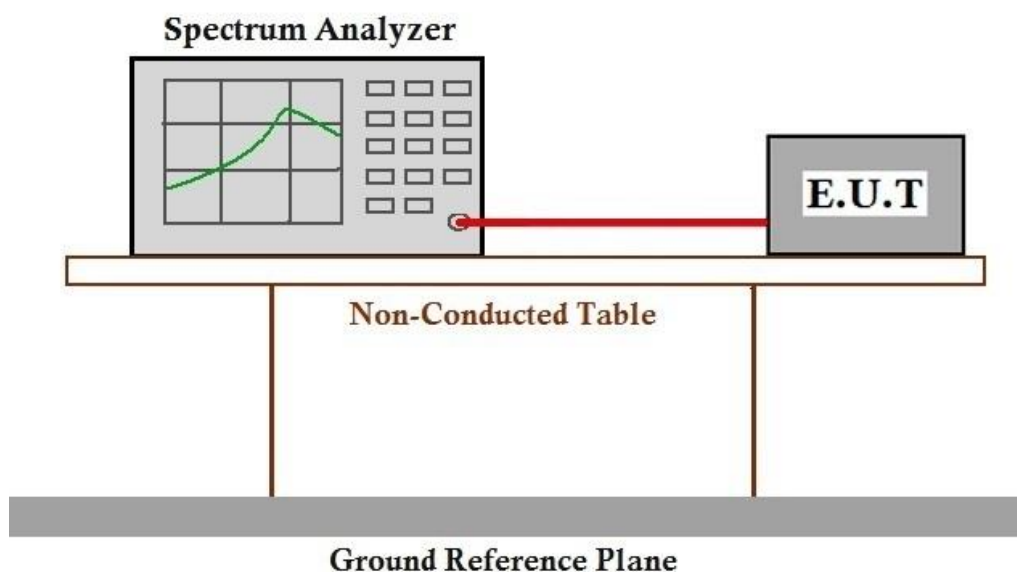 Spectrum Analyzer
E.U.T
Non-Conducted Table
Ground Reference Plane